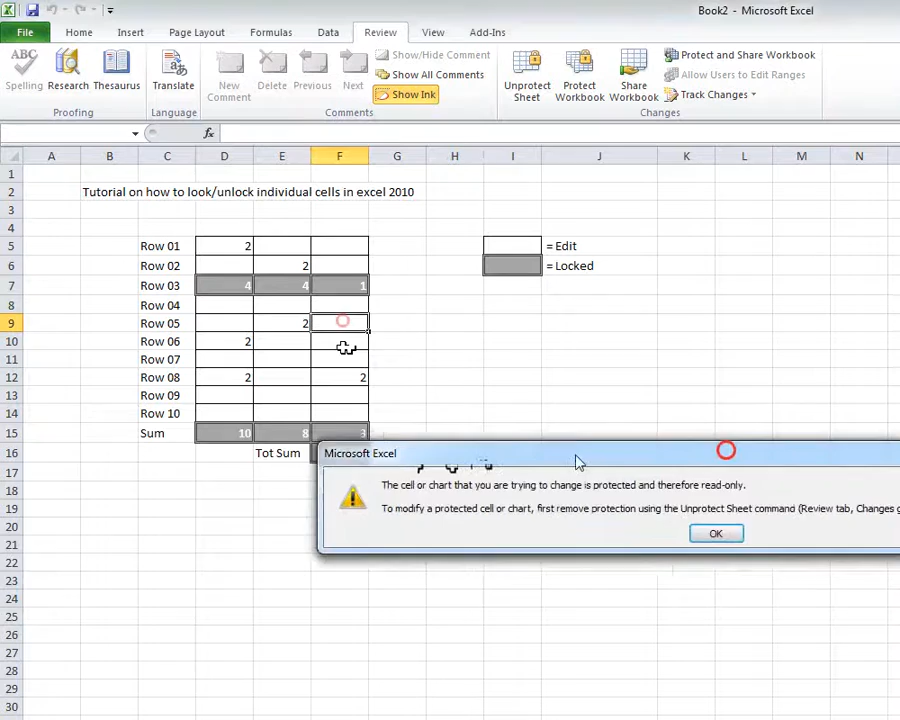 Book2 - Microsoft Excel
File Home Insert Page Layout Formulas Data Review View Add-Ins
ABC Spelling Research Thesaurus Translate New Comment Delete Previous Next
Show/Hide Comment
Show All Comments
Show Ink
Unprotect Sheet Protect Workbook Share Workbook
Protect and Share Workbook
Allow Users to Edit Ranges
Track Changes
Proofing Language Comments Changes
fx
A B C D E F G H I J K L M N
1
2 Tutorial on how to look/unlock individual cells in excel 2010
3
4
5 Row 01 2 = Edit
6 Row 02 2 = Locked
7 Row 03 4 4 1
8 Row 04
9 Row 05 2
10 Row 06 2
11 Row 07
12 Row 08 2 2
13 Row 09
14 Row 10
15 Sum 10 8 3
16 Tot Sum
17
18
19
20
21
22
23
24
25
26
27
28
29
30
Microsoft Excel
The cell or chart that you are trying to change is protected and therefore read-only.
To modify a protected cell or chart, first remove protection using the Unprotect Sheet command (Review tab, Changes g
OK